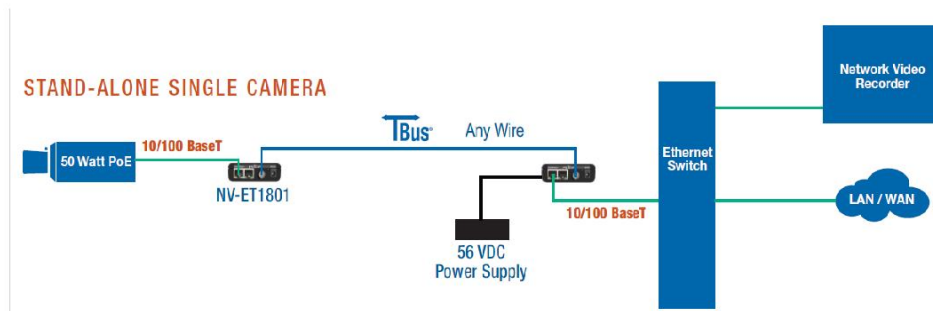 STAND-ALONE SINGLE CAMERA
50 Watt PoE
10/100 BaseT
NV-ET1801
TBus®
Any Wire
56 VDC
Power Supply
10/100 BaseT
Ethernet
Switch
Network Video
Recorder
LAN / WAN